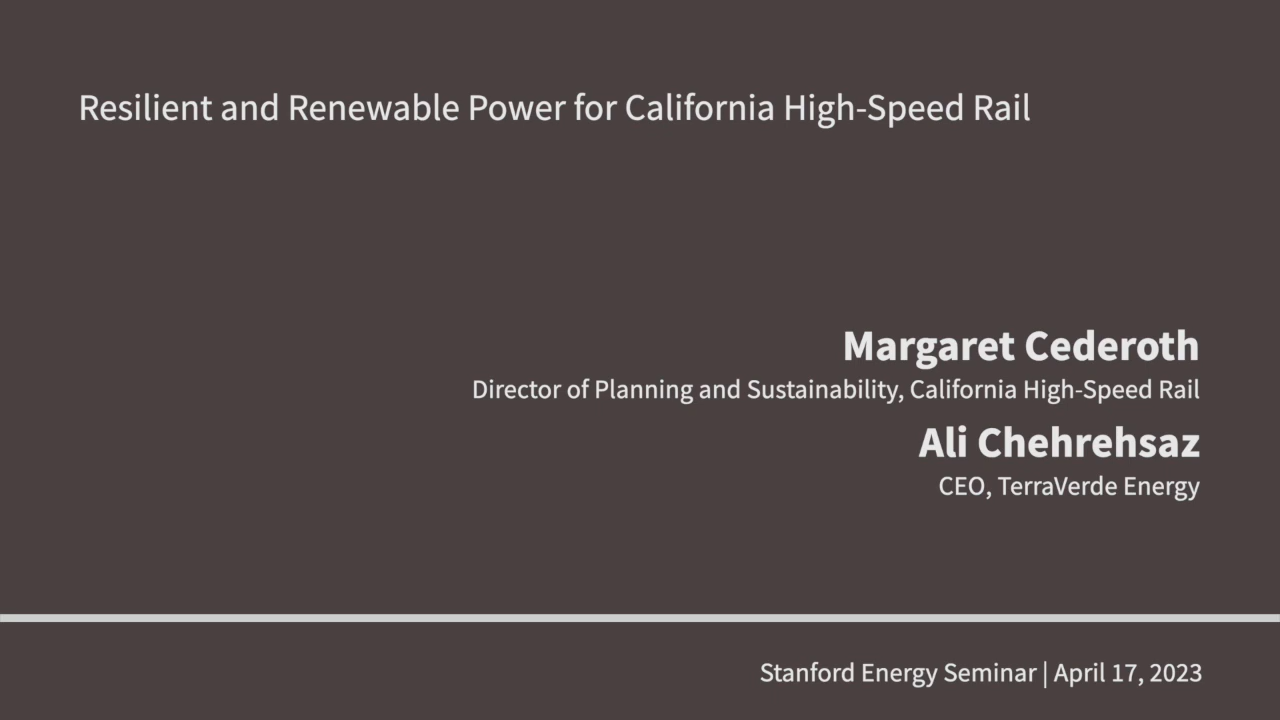 Resilient and Renewable Power for California High-Speed Rail
Margaret Cederoth
Director of Planning and Sustainability, California High-Speed Rail
Ali Chehrehsaz
CEO, TerraVerde Energy
Stanford Energy Seminar | April 17, 2023